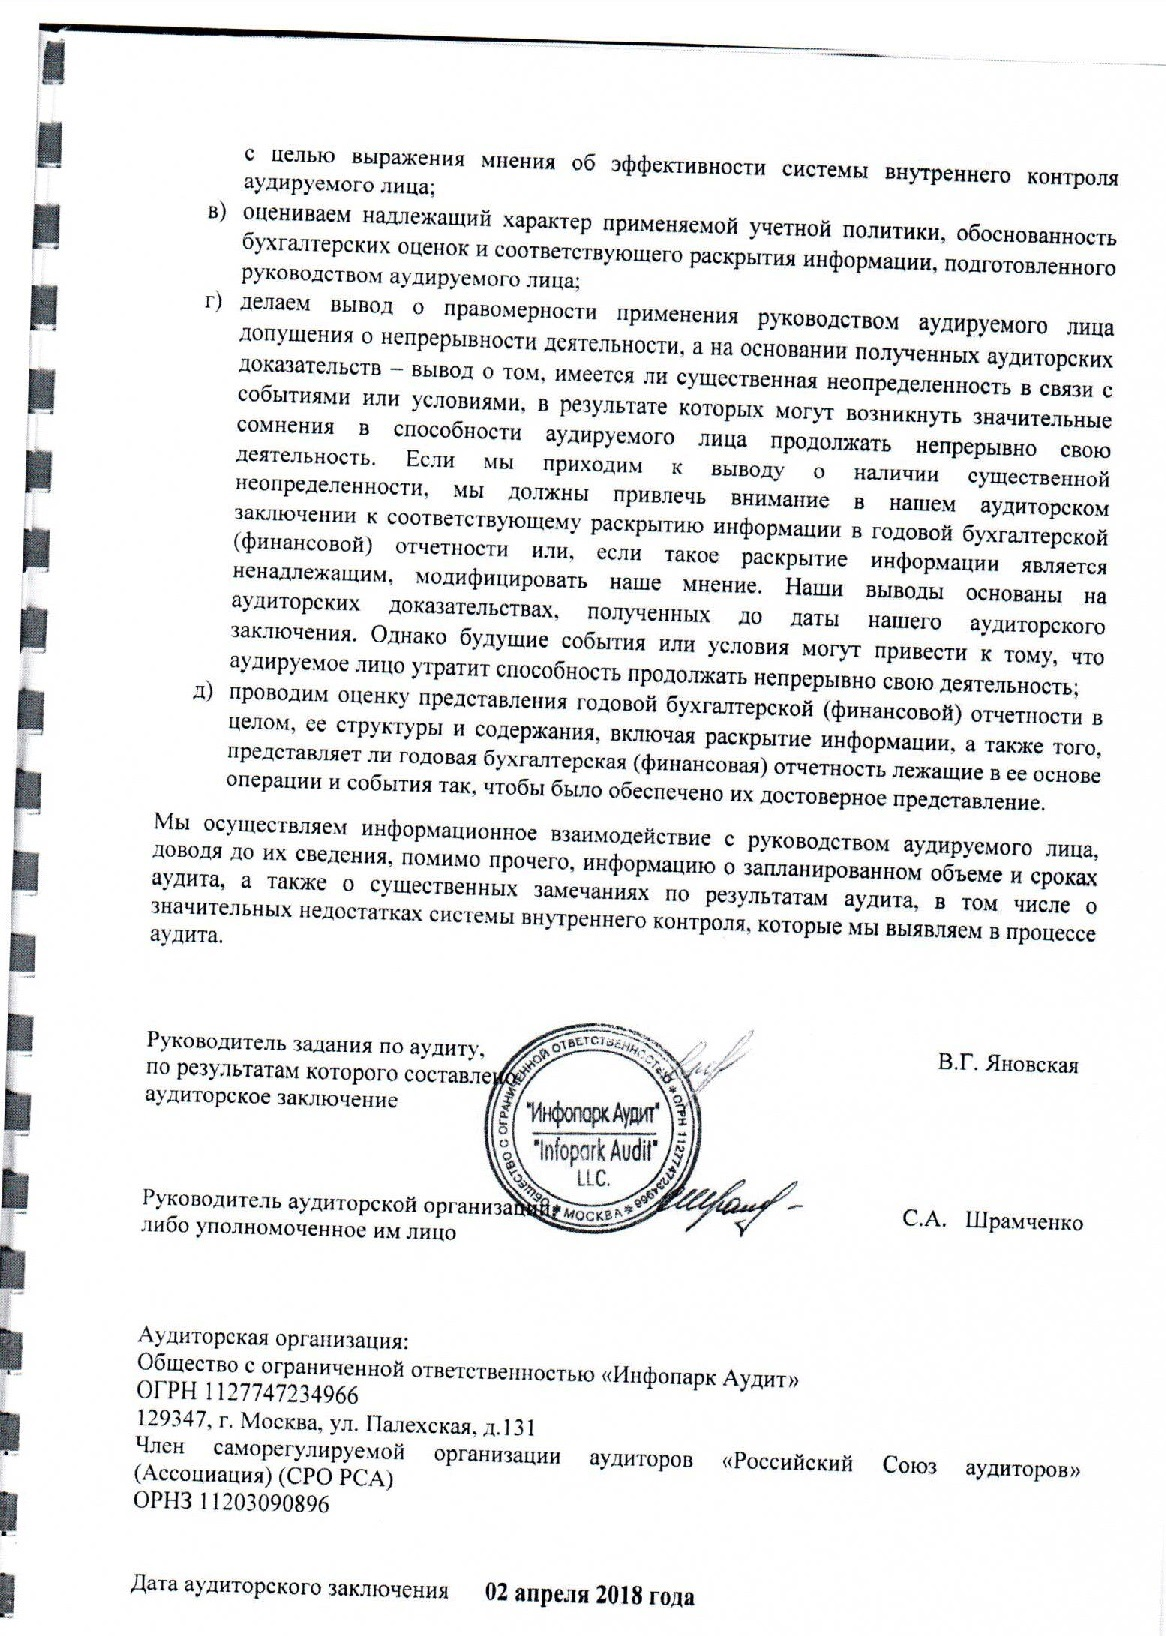 с целью выражения мнения об эффективности системы внутреннего контроля
аудируемого лица;
в) оцениваем надлежащий характер применяемой учетной политики, обоснованность
бухгалтерских оценок и соответствующего раскрытия информации, подготовленного
руководством аудируемого лица;
г) делаем вывод о правомерности применения руководством аудируемого лица
допущения о непрерывности деятельности, а на основании полученных аудиторских
доказательств – вывод о том, имеется ли существенная неопределенность в связи с
событиями или условиями, в результате которых могут возникнуть значительные
сомнения в способности аудируемого лица продолжать непрерывно свою
деятельность. Если мы приходим к выводу о наличии существенной
неопределенности, мы должны привлечь внимание в нашем аудиторском
заключении к соответствующему раскрытию информации в годовой бухгалтерской
(финансовой) отчетности или, если такое раскрытие информации является
ненадлежащим, модифицировать наше мнение. Наши выводы основаны на
аудиторских доказательствах, полученных до даты нашего аудиторского
заключения. Однако будущие события или условия могут привести к тому, что
аудируемое лицо утратит способность продолжать непрерывно свою деятельность;
д) проводим оценку представления годовой бухгалтерской (финансовой) отчетности в
целом, ее структуры и содержания, включая раскрытие информации, а также того,
представляет ли годовая бухгалтерская (финансовая) отчетность лежащие в ее основе
операции и события так, чтобы было обеспечено их достоверное представление.
Мы осуществляем информационное взаимодействие с руководством аудируемого лица,
доводя до их сведения, помимо прочего, информацию о запланированном объеме и сроках
аудита, а также о существенных замечаниях по результатам аудита, в том числе о
значительных недостатках системы внутреннего контроля, которые мы выявляем в процессе
аудита.
Руководитель задания по аудиту,
по результатам которого составлено
аудиторское заключение
В.Г. Яновская
ОБЩЕСТВО С ОГРАНИЧЕННОЙ ОТВЕТСТВЕННОСТЬЮ * ОГРН 1127747234966 * МОСКВА *
"Инфопарк Аудит"
"Infopark Audit"
LLC.
Руководитель аудиторской организации,
либо уполномоченное им лицо
С.А. Шрамченко
Аудиторская организация:
Общество с ограниченной ответственностью «Инфопарк Аудит»
ОГРН 1127747234966
129347, г. Москва, ул. Палехская, д.131
Член саморегулируемой организации аудиторов «Российский Союз аудиторов»
(Ассоциация) (СРО РСА)
ОРНЗ 11203090896
Дата аудиторского заключения 02 апреля 2018 года